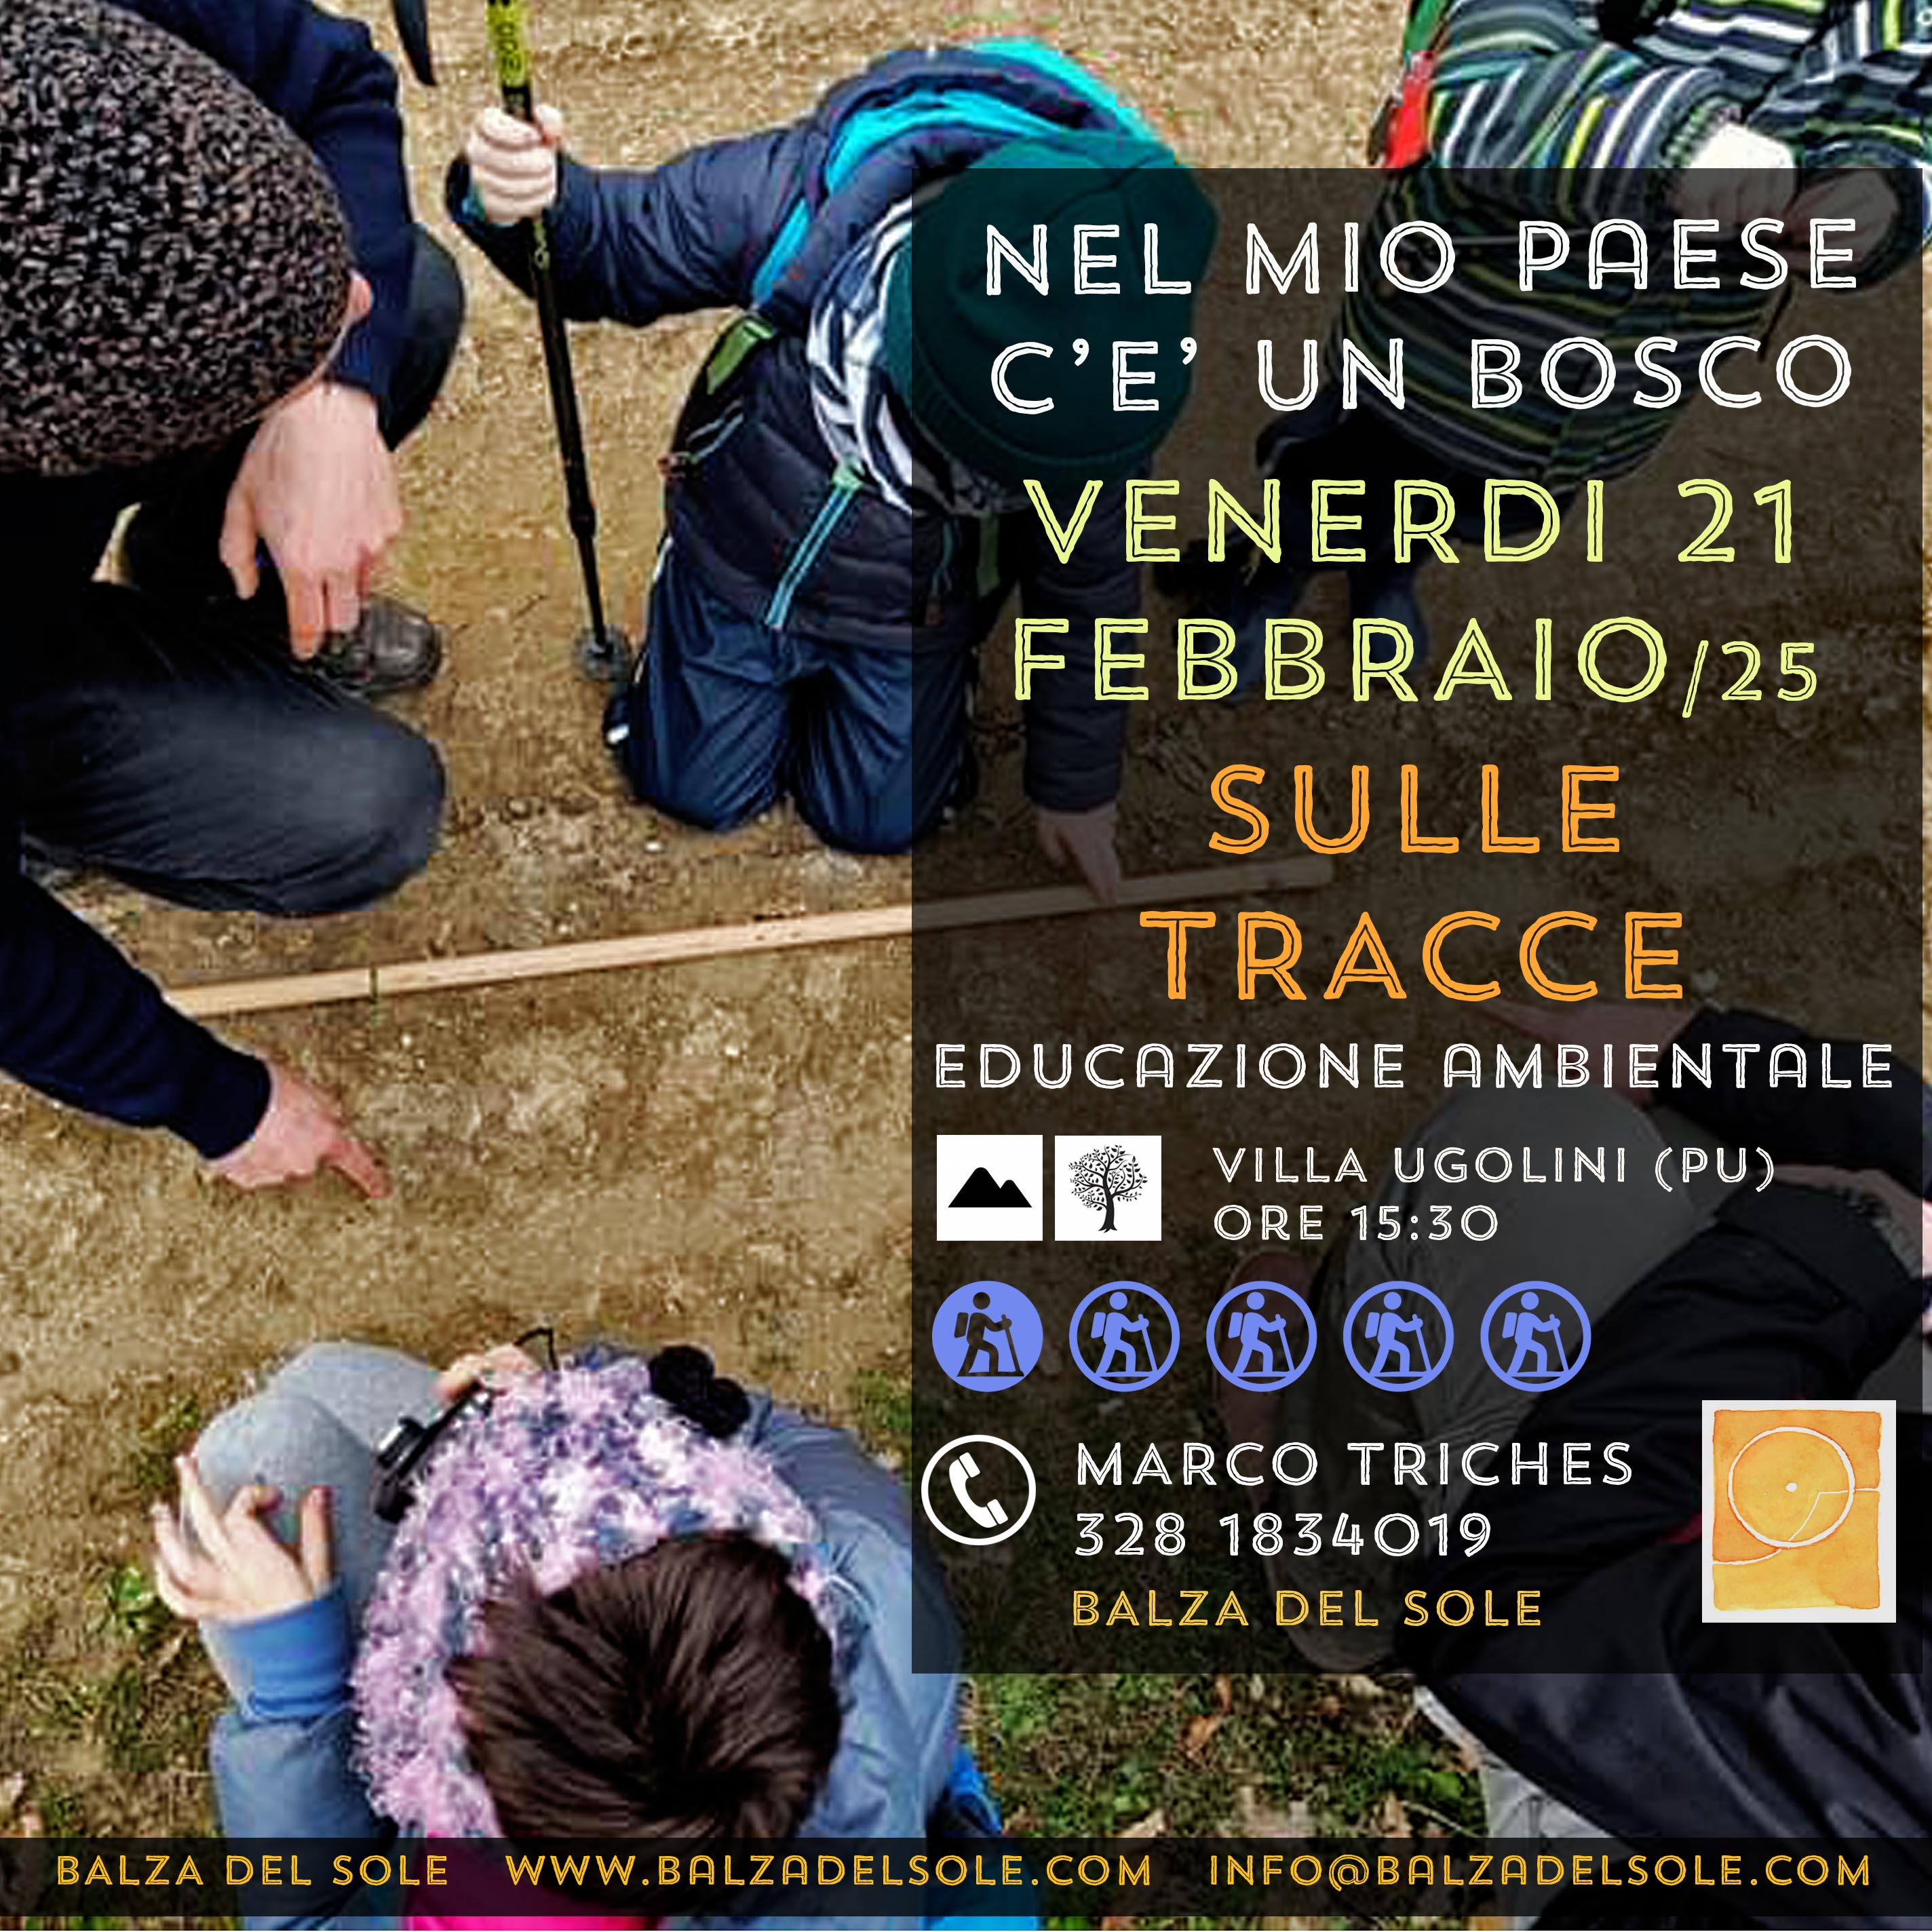 NEL MIO PAESE
C'E' UN BOSCO
VENERDI 21
FEBBRAIO/25
SULLE
TRACCE
EDUCAZIONE AMBIENTALE
VILLA UGOLINI (PU)
ORE 15:30
MARCO TRICHES
328 1834019
BALZA DEL SOLE
BALZA DEL SOLE WWW.BALZADELSOLE.COM INFO@BALZADELSOLE.COM